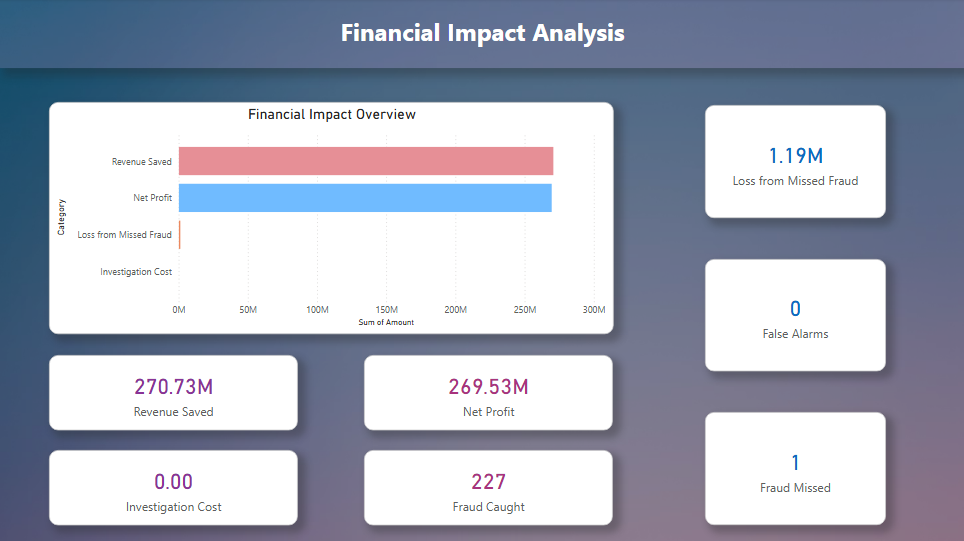 Financial Impact Analysis
Financial Impact Overview
Category
Revenue Saved
Net Profit
Loss from Missed Fraud
Investigation Cost
0M 50M 100M 150M 200M 250M 300M
Sum of Amount
1.19M
Loss from Missed Fraud
0
False Alarms
1
Fraud Missed
270.73M
Revenue Saved
269.53M
Net Profit
0.00
Investigation Cost
227
Fraud Caught